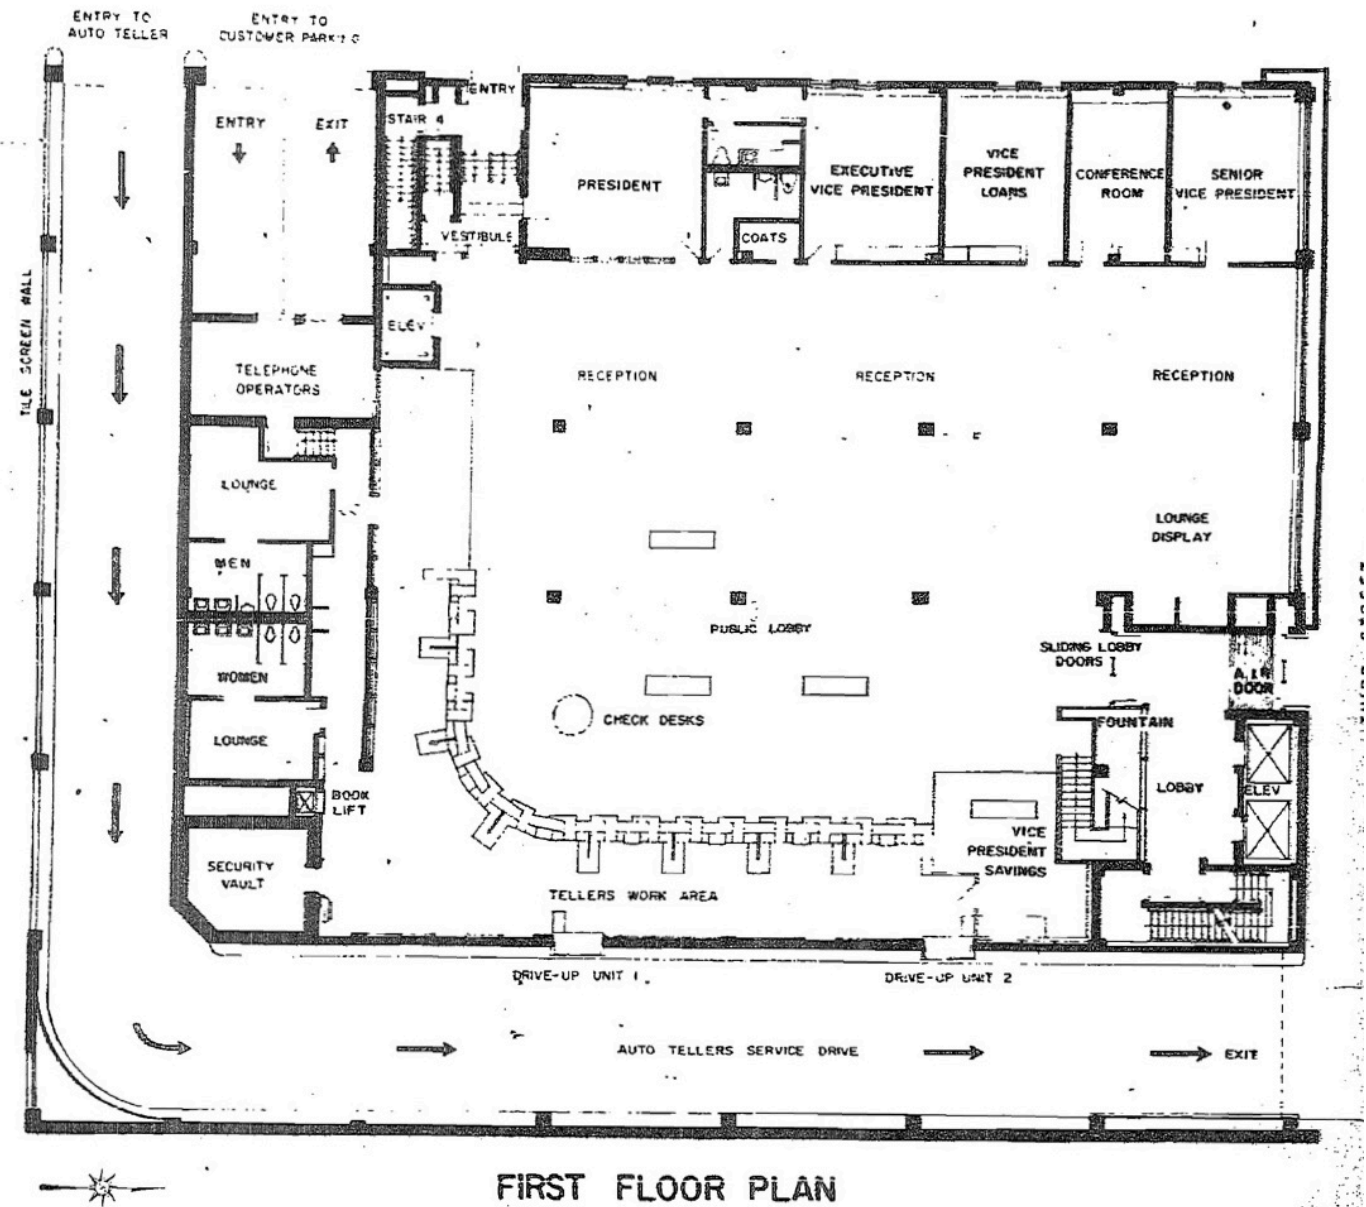 ENTRY TO
AUTO TELLER
ENTRY TO
CUSTOMER PARKING
ENTRY
EXIT
STAIR 4
ENTRY
VESTIBULE
PRESIDENT
COATS
EXECUTIVE
VICE PRESIDENT
VICE
PRESIDENT
LOANS
CONFERENCE
ROOM
SENIOR
VICE PRESIDENT
TILE SCREEN WALL
ELEV
TELEPHONE
OPERATORS
RECEPTION
RECEPTION
RECEPTION
LOUNGE
LOUNGE
DISPLAY
MEN
PUBLIC LOBBY
SLIDING LOBBY
DOORS
AIR
DOOR
WOMEN
CHECK DESKS
FOUNTAIN
LOUNGE
BOOK
LIFT
LOBBY
ELEV
VICE
PRESIDENT
SAVINGS
SECURITY
VAULT
TELLERS WORK AREA
DRIVE-UP UNIT 1
DRIVE-UP UNIT 2
AUTO TELLERS SERVICE DRIVE
EXIT
FIRST FLOOR PLAN